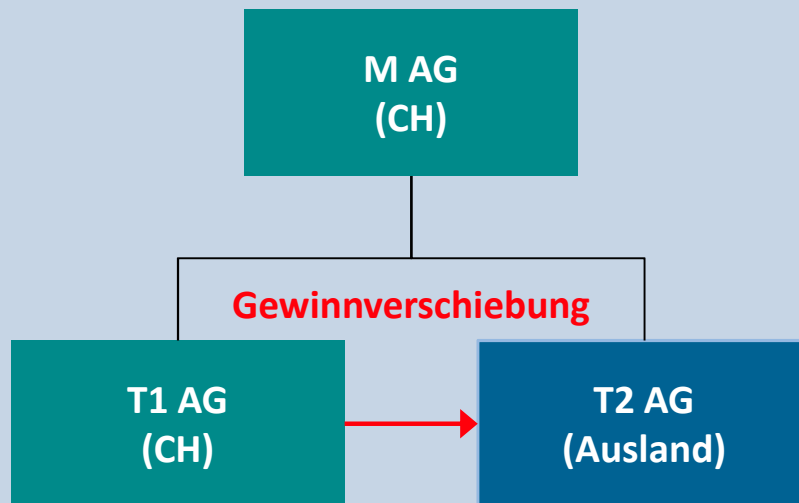 M AG
(CH)
Gewinnverschiebung
T1 AG
(CH)
T2 AG
(Ausland)